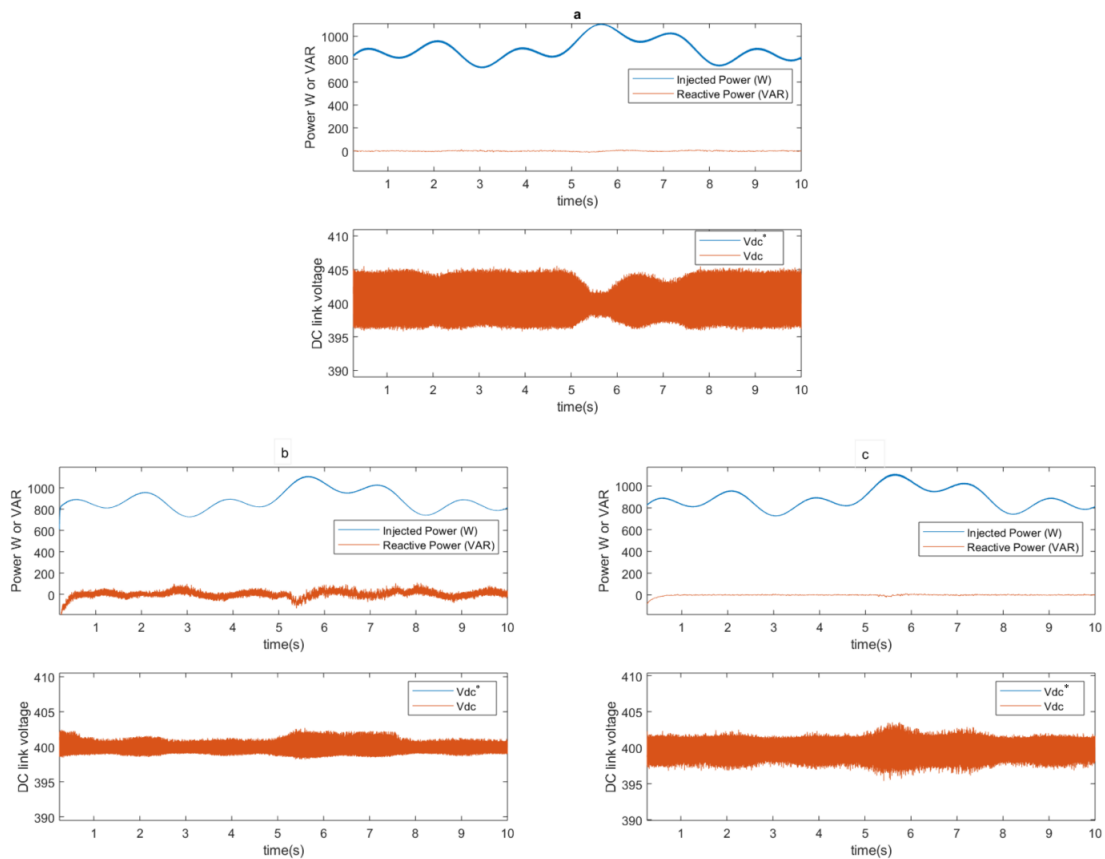 a
Power W or VAR
1000
800
600
400
200
0
Injected Power (W)
Reactive Power (VAR)
1 2 3 4 5 6 7 8 9 10
time(s)
DC link voltage
410
405
400
395
390
Vdc*
Vdc
1 2 3 4 5 6 7 8 9 10
time(s)
b
Power W or VAR
1000
800
600
400
200
0
Injected Power (W)
Reactive Power (VAR)
1 2 3 4 5 6 7 8 9 10
time(s)
DC link voltage
410
405
400
395
390
Vdc*
Vdc
1 2 3 4 5 6 7 8 9 10
time(s)
c
Power W or VAR
1000
800
600
400
200
0
Injected Power (W)
Reactive Power (VAR)
1 2 3 4 5 6 7 8 9 10
time(s)
DC link voltage
410
405
400
395
390
Vdc*
Vdc
1 2 3 4 5 6 7 8 9 10
time(s)